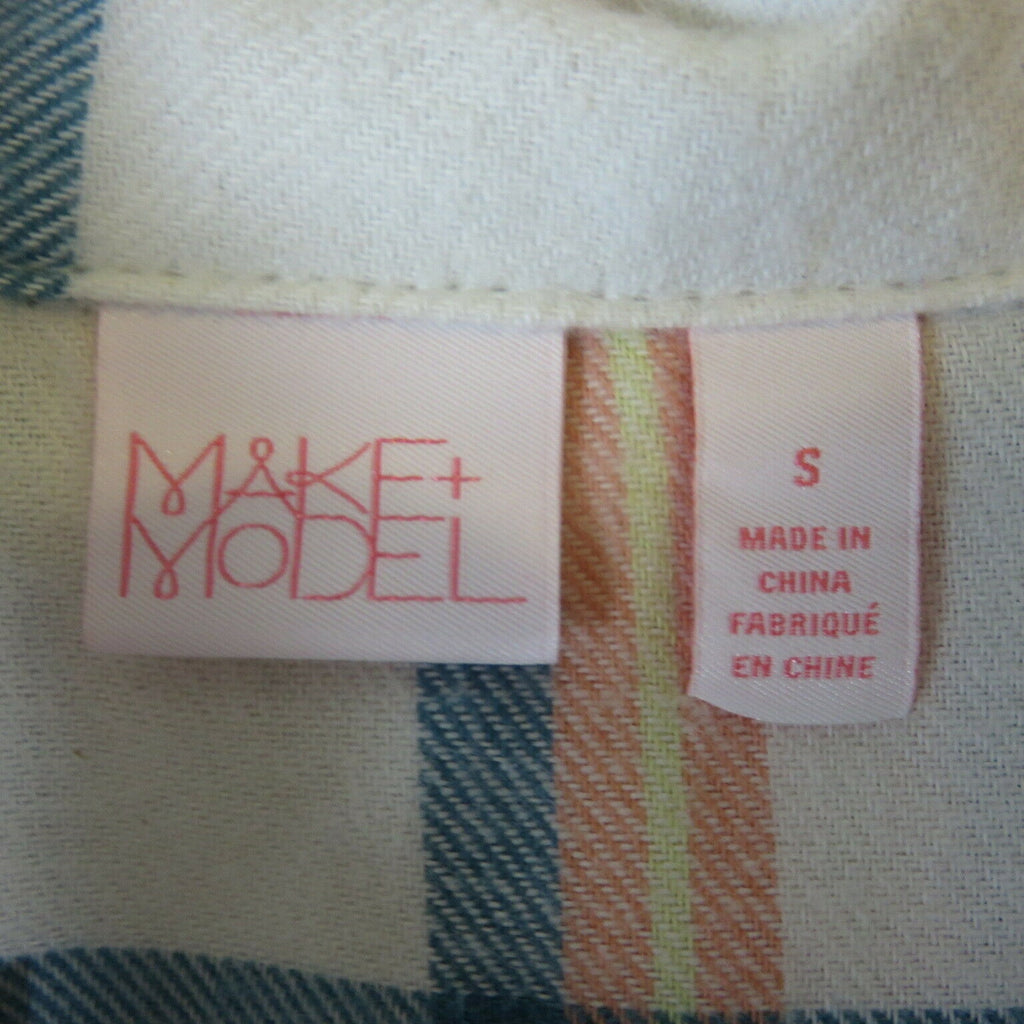 MAKE+
MODEL
S
MADE IN
CHINA
FABRIQUÉ
EN CHINE